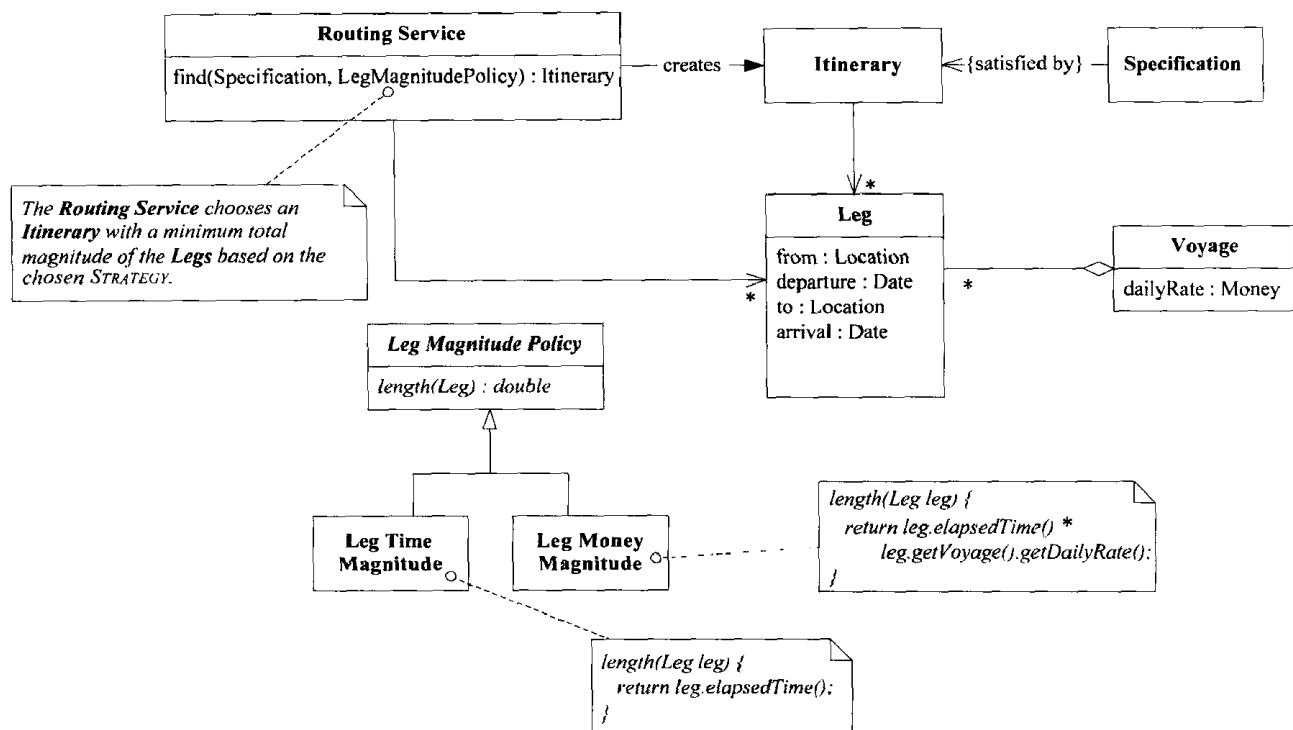 Routing Service
find(Specification, LegMagnitudePolicy) : Itinerary
creates
Itinerary
{satisfied by}
Specification
The Routing Service chooses an
Itinerary with a minimum total
magnitude of the Legs based on the
chosen STRATEGY.
*
*
Leg
from : Location
departure : Date
to : Location
arrival : Date
*
Voyage
dailyRate : Money
Leg Magnitude Policy
length(Leg) : double
Leg Time
Magnitude
Leg Money
Magnitude
length(Leg leg) {
return leg.elapsedTime() *
leg.getVoyage().getDailyRate();
}
length(Leg leg) {
return leg.elapsedTime();
}